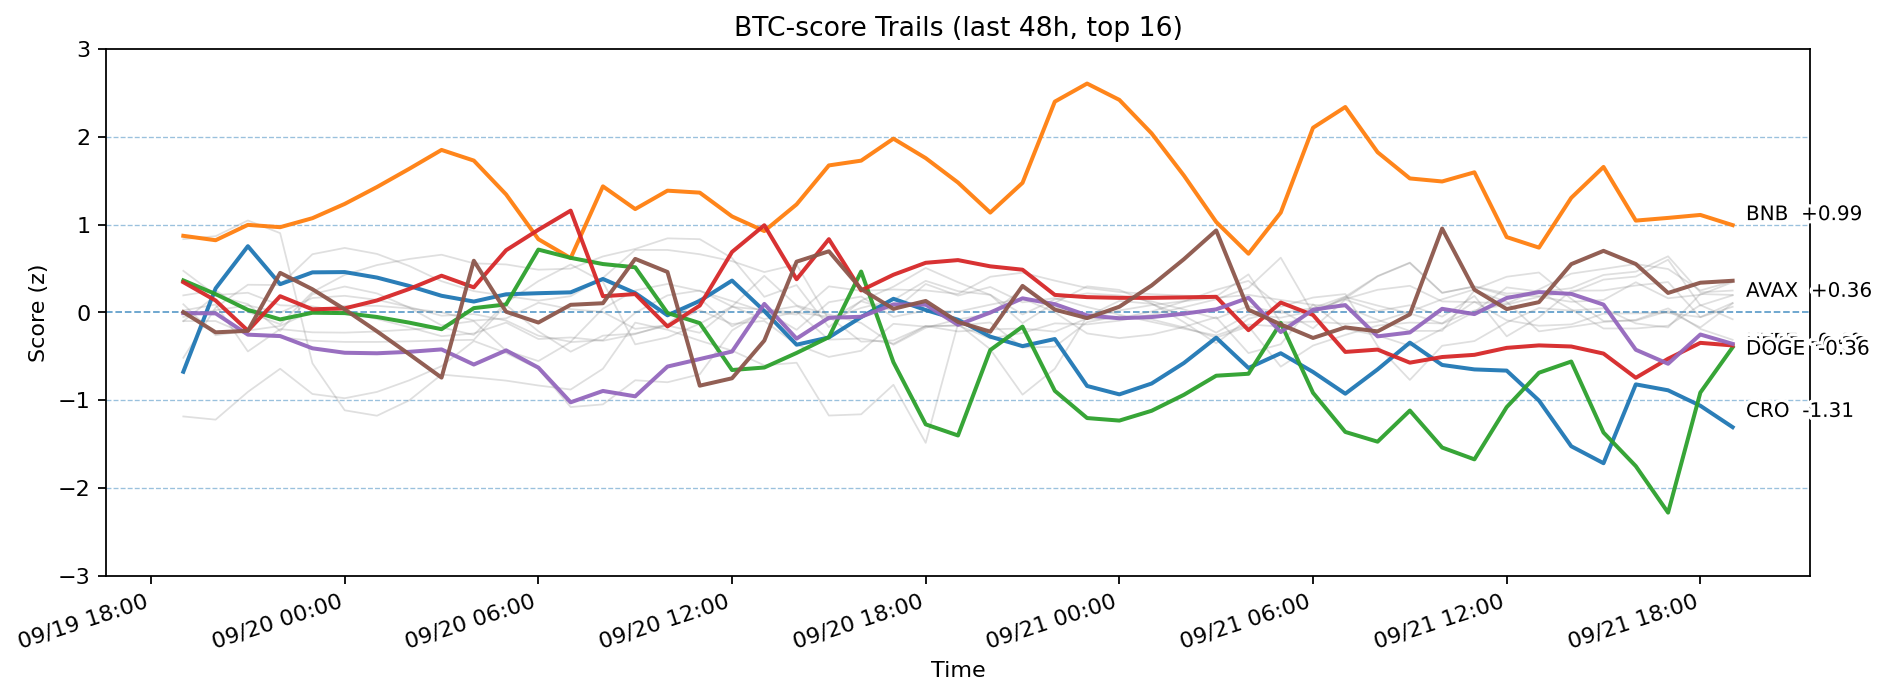 BTC-score Trails (last 48h, top 16)
3
2
1
0
−1
−2
−3
Score (z)
BNB +0.99
AVAX +0.36
DOGE -0.36
CRO -1.31
09/19 18:00
09/20 00:00
09/20 06:00
09/20 12:00
09/20 18:00
09/21 00:00
09/21 06:00
09/21 12:00
09/21 18:00
Time